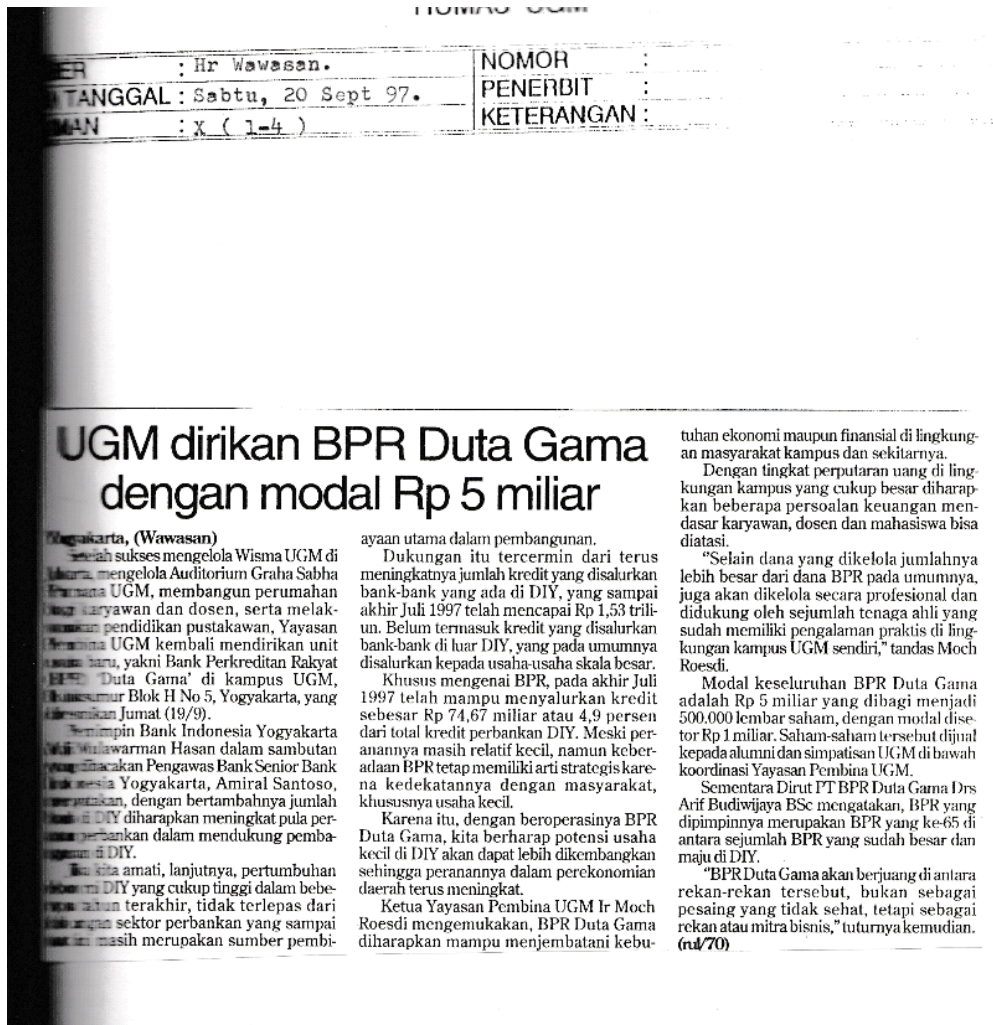 HUMAS UGM
: Hr Wawasan.
TANGGAL : Sabtu, 20 Sept 97.
: X ( 1-4 )
NOMOR :
PENERBIT :
KETERANGAN :
UGM dirikan BPR Duta Gama
dengan modal Rp 5 miliar
Yogyakarta, (Wawasan)
Setelah sukses mengelola Wisma UGM di
mengelola Auditorium Graha Sabha
UGM, membangun perumahan
karyawan dan dosen, serta melak-
pendidikan pustakawan, Yayasan
UGM kembali mendirikan unit
baru, yakni Bank Perkreditan Rakyat
Duta Gama' di kampus UGM,
Blok H No 5, Yogyakarta, yang
Jumat (19/9).
Pemimpin Bank Indonesia Yogyakarta
Hasan dalam sambutan
Pengawas Bank Senior Bank
Yogyakarta, Amiral Santoso,
dengan bertambahnya jumlah
DIY diharapkan meningkat pula per-
dalam mendukung pemba-
DIY.
kita amati, lanjutnya, pertumbuhan
DIY yang cukup tinggi dalam bebe-
terakhir, tidak terlepas dari
sektor perbankan yang sampai
masih merupakan sumber pembi-
ayaan utama dalam pembangunan.
Dukungan itu tercermin dari terus
meningkatnya jumlah kredit yang disalurkan
bank-bank yang ada di DIY, yang sampai
akhir Juli 1997 telah mencapai Rp 1,53 trili-
un. Belum termasuk kredit yang disalurkan
bank-bank di luar DIY, yang pada umumnya
disalurkan kepada usaha-usaha skala besar.
Khusus mengenai BPR, pada akhir Juli
1997 telah mampu menyalurkan kredit
sebesar Rp 74,67 miliar atau 4,9 persen
dari total kredit perbankan DIY. Meski per-
anannya masih relatif kecil, namun keber-
adaan BPR tetap memiliki arti strategis kare-
na kedekatannya dengan masyarakat,
khususnya usaha kecil.
Karena itu, dengan beroperasinya BPR
Duta Gama, kita berharap potensi usaha
kecil di DIY akan dapat lebih dikembangkan
sehingga peranannya dalam perekonomian
daerah terus meningkat.
Ketua Yayasan Pembina UGM Ir Moch
Roesdi mengemukakan, BPR Duta Gama
diharapkan mampu menjembatani kebu-
tuhan ekonomi maupun finansial di lingkung-
an masyarakat kampus dan sekitarnya.
Dengan tingkat perputaran uang di ling-
kungan kampus yang cukup besar diharap-
kan beberapa persoalan keuangan men-
dasar karyawan, dosen dan mahasiswa bisa
diatasi.
"Selain dana yang dikelola jumlahnya
lebih besar dari dana BPR pada umumnya,
juga akan dikelola secara profesional dan
didukung oleh sejumlah tenaga ahli yang
sudah memiliki pengalaman praktis di ling-
kungan kampus UGM sendiri," tandas Moch
Roesdi.
Modal keseluruhan BPR Duta Gama
adalah Rp 5 miliar yang dibagi menjadi
500.000 lembar saham, dengan modal dise-
tor Rp 1 miliar. Saham-saham tersebut dijual
kepada alumni dan simpatisan UGM di bawah
koordinasi Yayasan Pembina UGM.
Sementara Dirut PT BPR Duta Gama Drs
Arif Budiwijaya BSc mengatakan, BPR yang
dipimpinnya merupakan BPR yang ke-65 di
antara sejumlah BPR yang sudah besar dan
maju di DIY.
"BPR Duta Gama akan berjuang di antara
rekan-rekan tersebut, bukan sebagai
pesaing yang tidak sehat, tetapi sebagai
rekan atau mitra bisnis," tuturnya kemudian.
(rul/70)